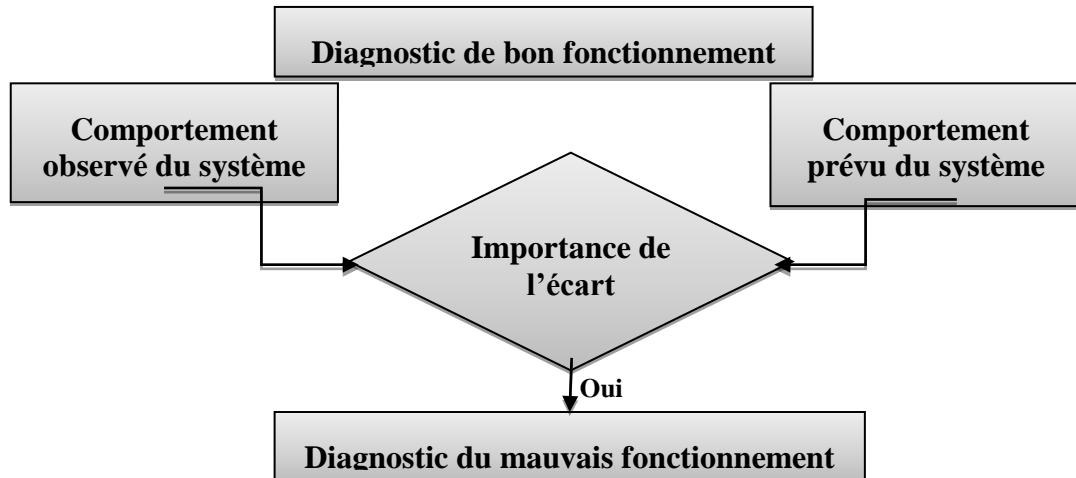 Diagnostic de bon fonctionnement
Comportement
observé du système
Comportement
prévu du système
Importance de
l’écart
Oui
Diagnostic du mauvais fonctionnement